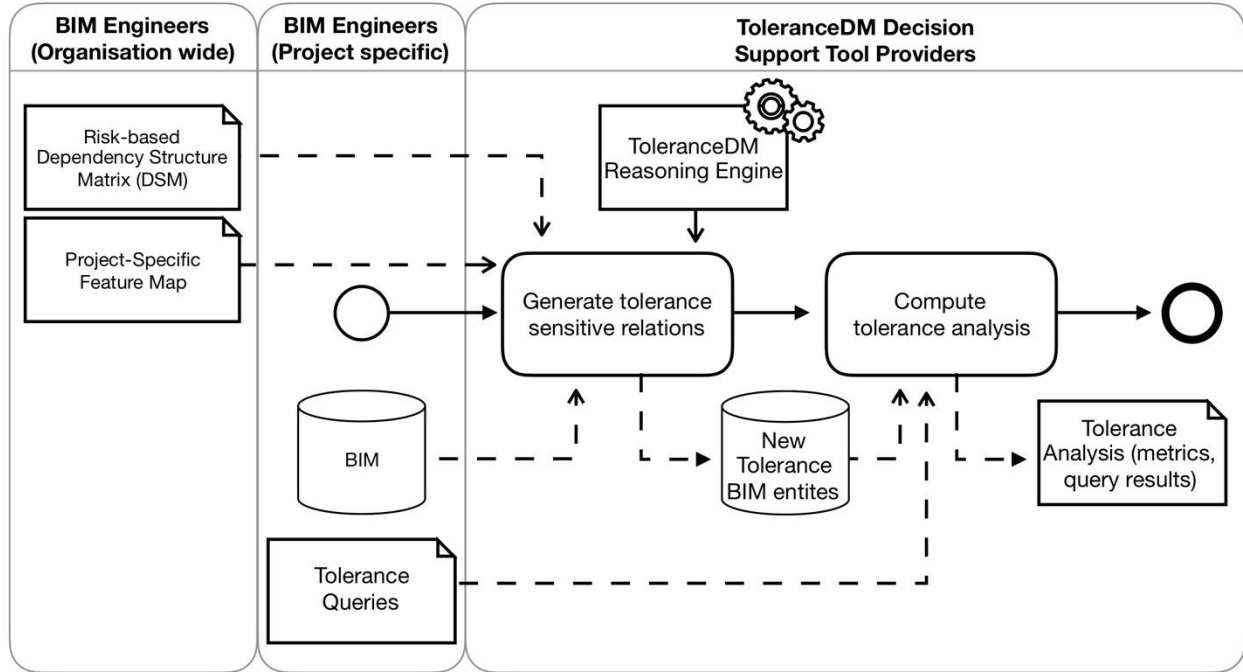 BIM Engineers
(Organisation wide)
BIM Engineers
(Project specific)
ToleranceDM Decision
Support Tool Providers
Risk-based
Dependency Structure
Matrix (DSM)
Project-Specific
Feature Map
ToleranceDM
Reasoning Engine
Generate tolerance
sensitive relations
Compute
tolerance analysis
BIM
New
Tolerance
BIM entites
Tolerance
Analysis (metrics,
query results)
Tolerance
Queries